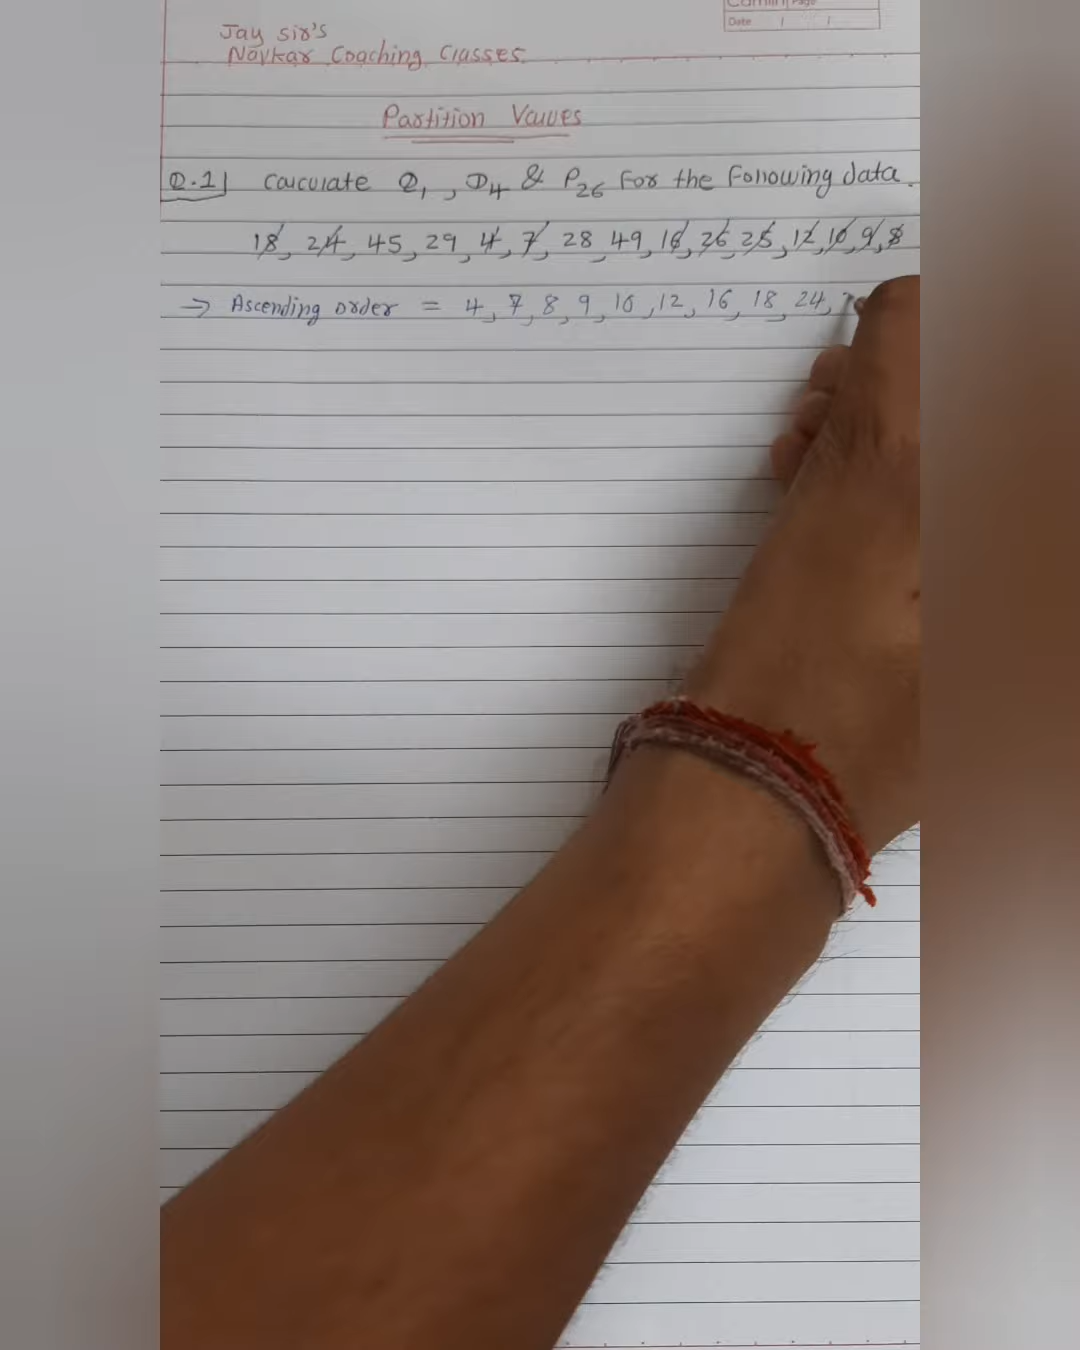 Page
Date / /
Jay sir's
Navkar Coaching Classes.
Partition Values
Q.1] Calculate Q1, D4 & P26 For the Following data.
18, 24, 45, 29, 4, 7, 28, 49, 16, 26, 25, 12, 10, 9, 8
→ Ascending order = 4, 7, 8, 9, 10, 12, 16, 18, 24,